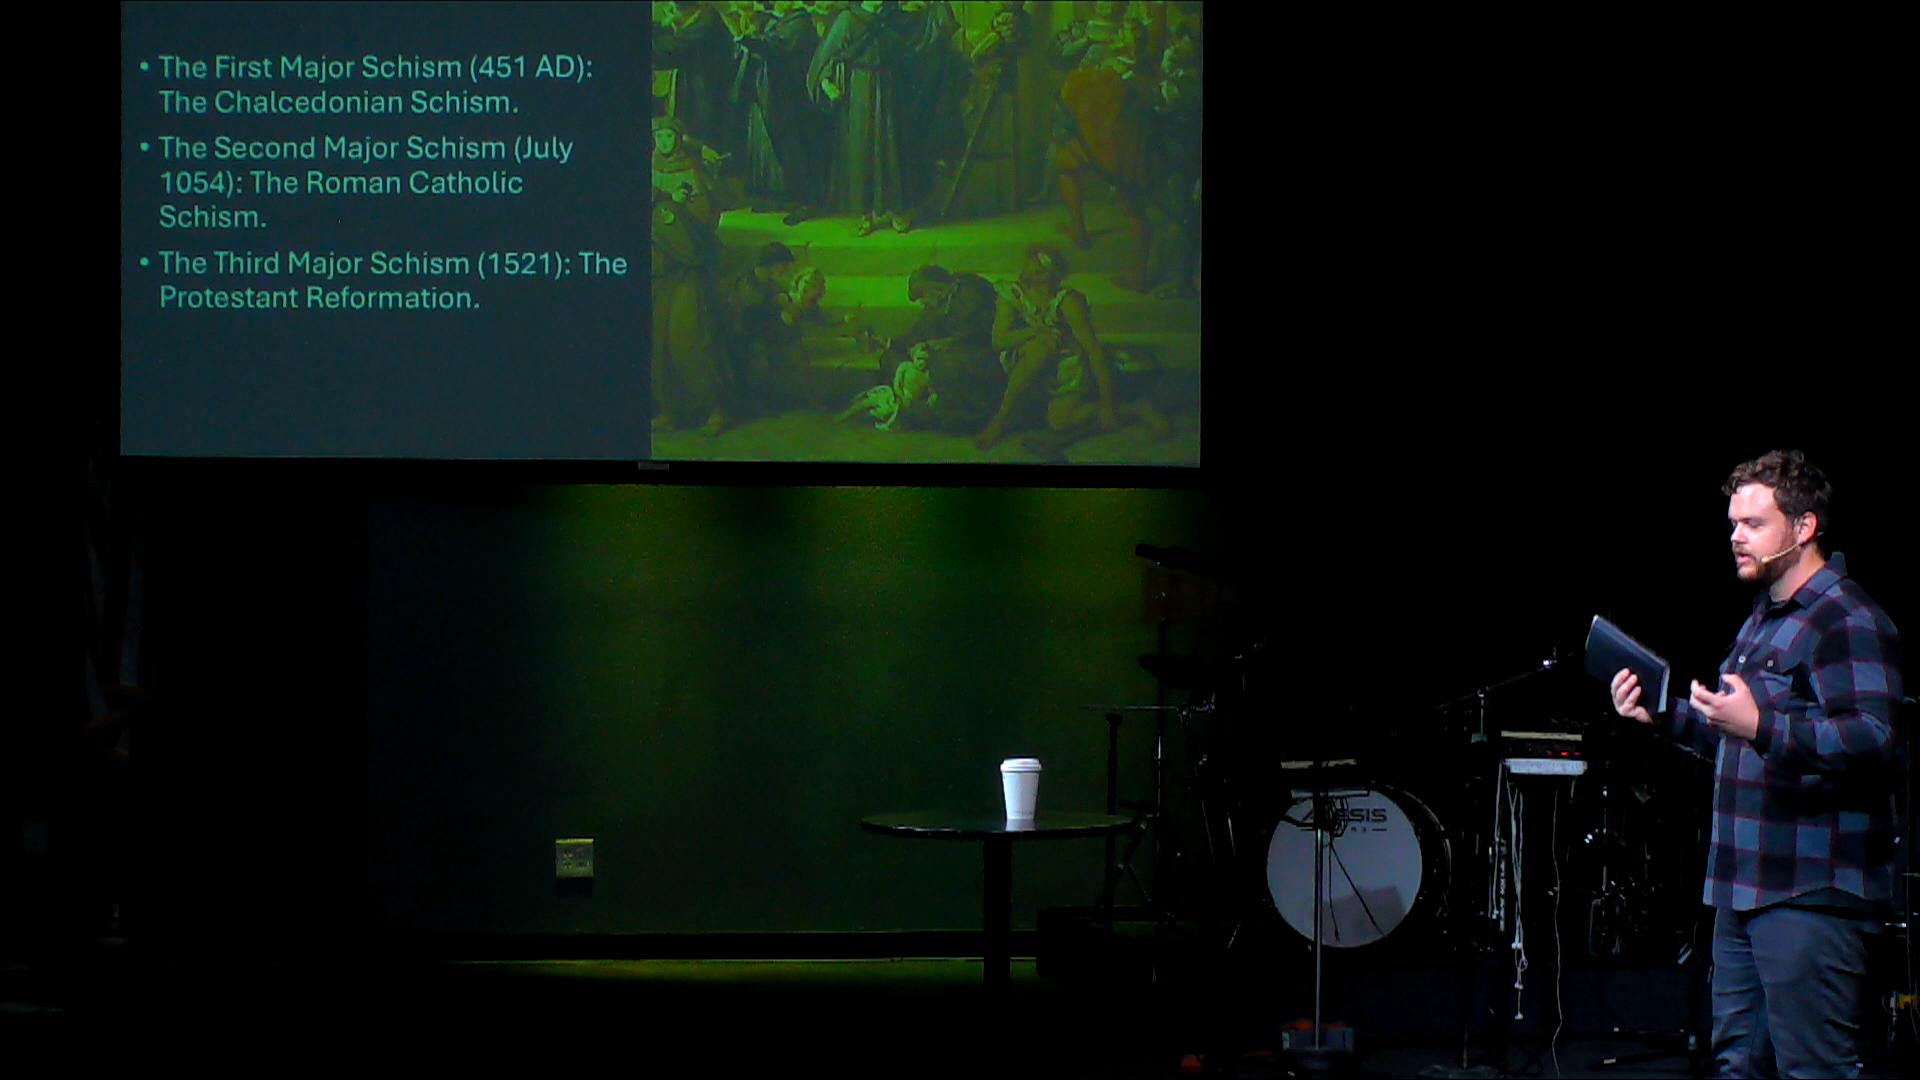 • The First Major Schism (451 AD):
The Chalcedonian Schism.
• The Second Major Schism (July
1054): The Roman Catholic
Schism.
• The Third Major Schism (1521): The
Protestant Reformation.
ALESIS